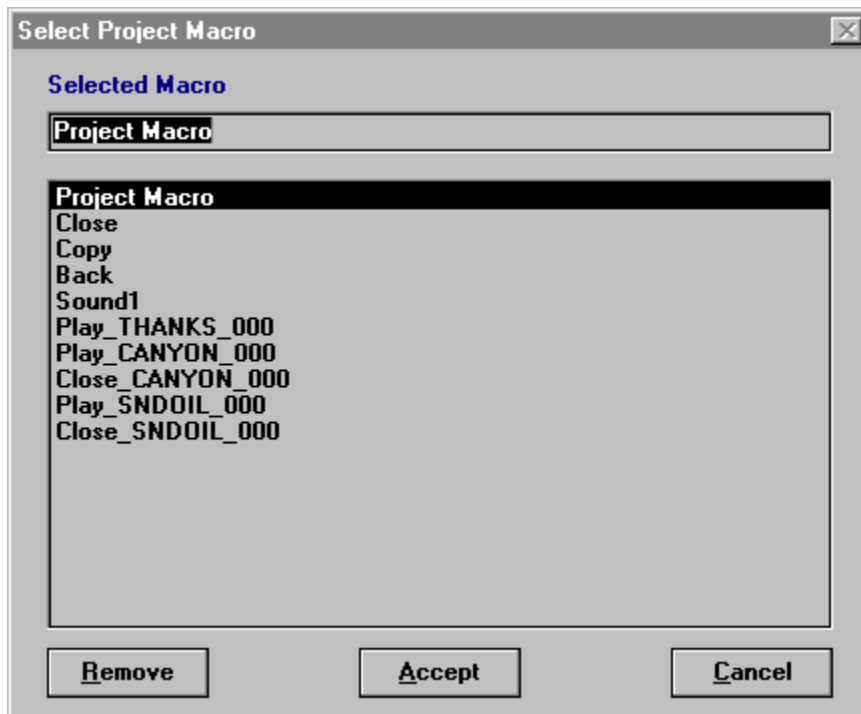 Select Project Macro
Selected Macro
Project Macro
Project Macro
Close
Copy
Back
Sound1
Play_THANKS_000
Play_CANYON_000
Close_CANYON_000
Play_SNDOIL_000
Close_SNDOIL_000
Remove Accept Cancel